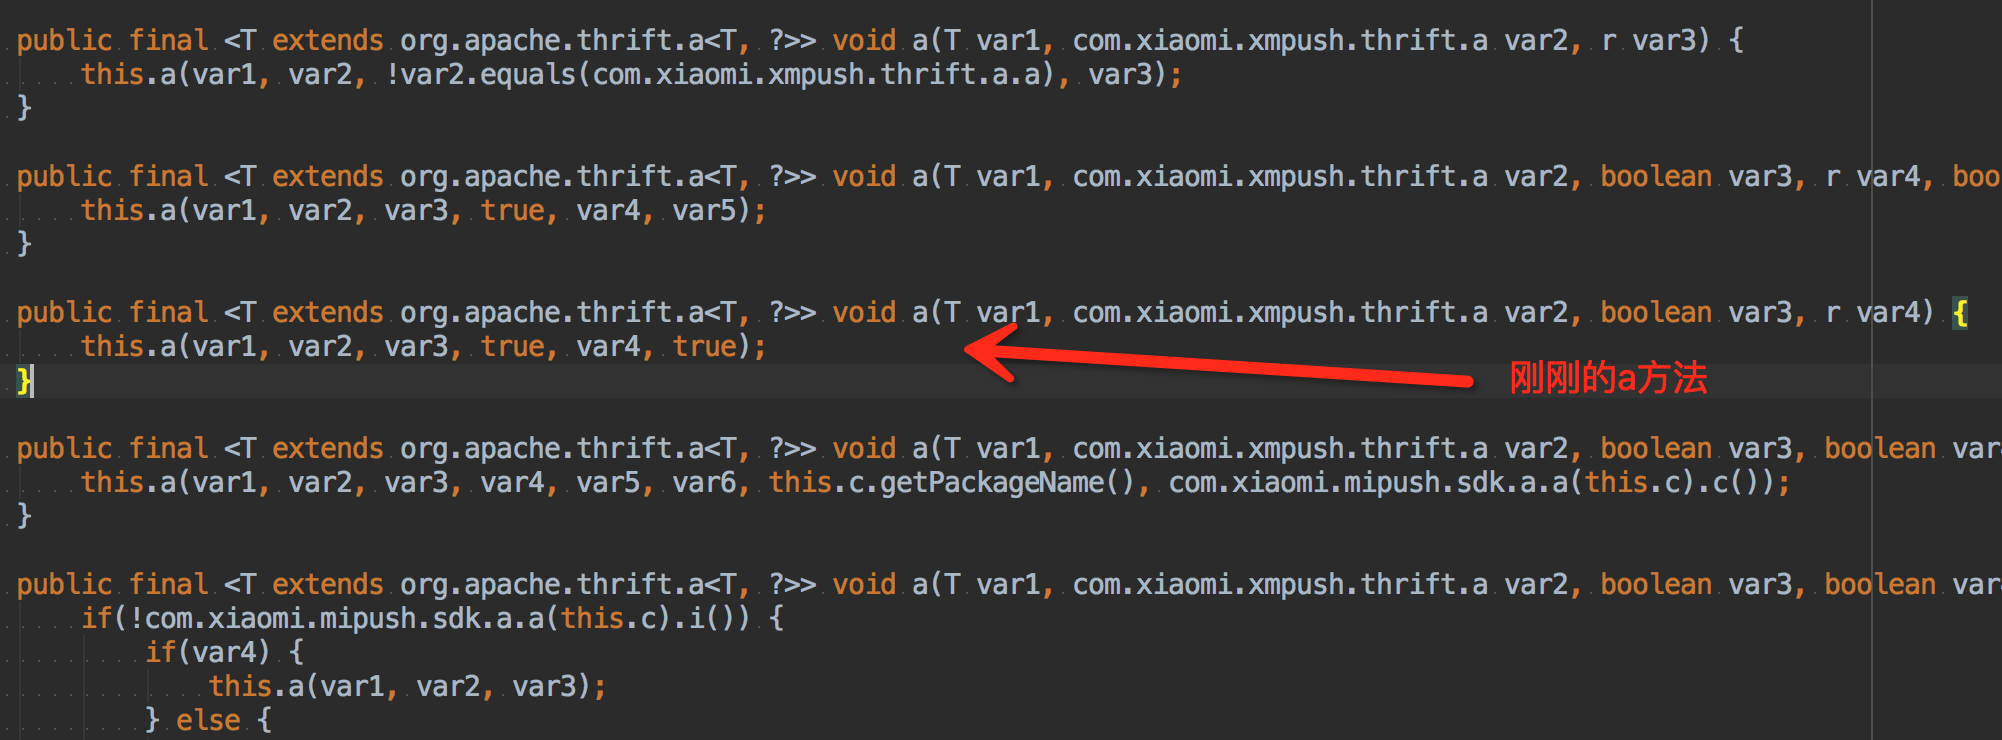 public final <T extends org.apache.thrift.a<T, ?>> void a(T var1, com.xiaomi.xmpush.thrift.a var2, r var3) {
this.a(var1, var2, !var2.equals(com.xiaomi.xmpush.thrift.a.a), var3);
}
public final <T extends org.apache.thrift.a<T, ?>> void a(T var1, com.xiaomi.xmpush.thrift.a var2, boolean var3, r var4, boo
this.a(var1, var2, var3, true, var4, var5);
}
public final <T extends org.apache.thrift.a<T, ?>> void a(T var1, com.xiaomi.xmpush.thrift.a var2, boolean var3, r var4) {
this.a(var1, var2, var3, true, var4, true);
}
刚刚的a方法
public final <T extends org.apache.thrift.a<T, ?>> void a(T var1, com.xiaomi.xmpush.thrift.a var2, boolean var3, boolean var
this.a(var1, var2, var3, var4, var5, var6, this.c.getPackageName(), com.xiaomi.mipush.sdk.a.a(this.c).c());
}
public final <T extends org.apache.thrift.a<T, ?>> void a(T var1, com.xiaomi.xmpush.thrift.a var2, boolean var3, boolean var
if(!com.xiaomi.mipush.sdk.a.a(this.c).i()) {
if(var4) {
this.a(var1, var2, var3);
} else {